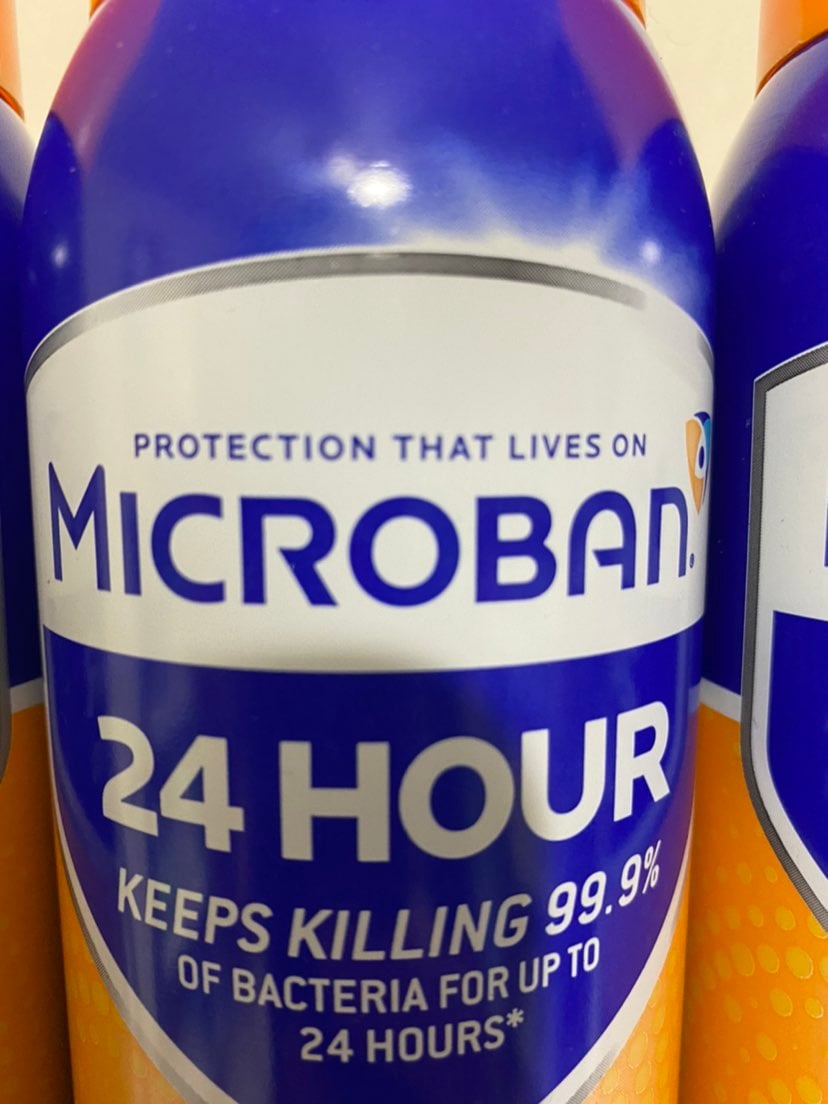 PROTECTION THAT LIVES ON
MICROBAN®
24 HOUR
KEEPS KILLING 99.9%
OF BACTERIA FOR UP TO
24 HOURS*